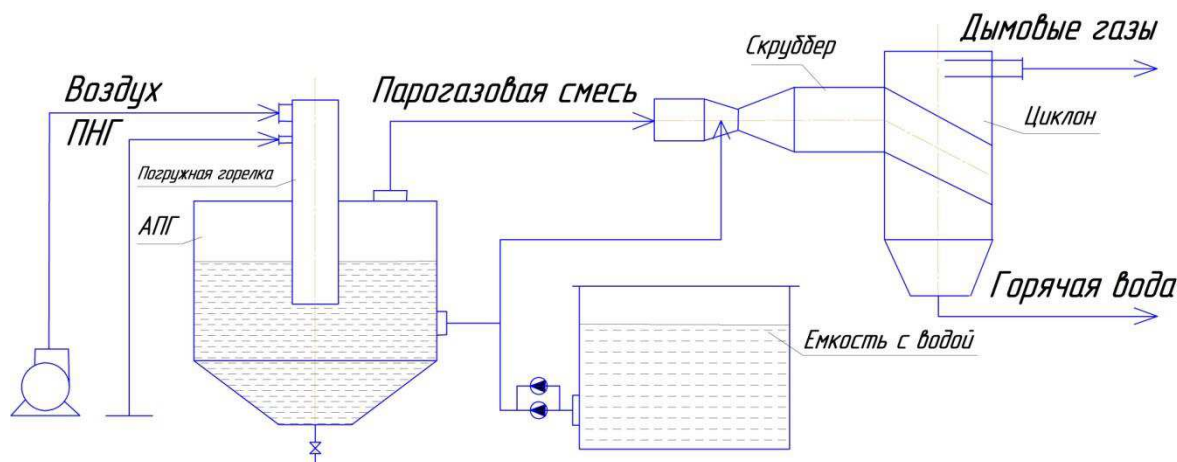 Дымовые газы
Скруббер
Воздух
Парогазовая смесь
Циклон
ПНГ
Погружная горелка
АПГ
Горячая вода
Емкость с водой